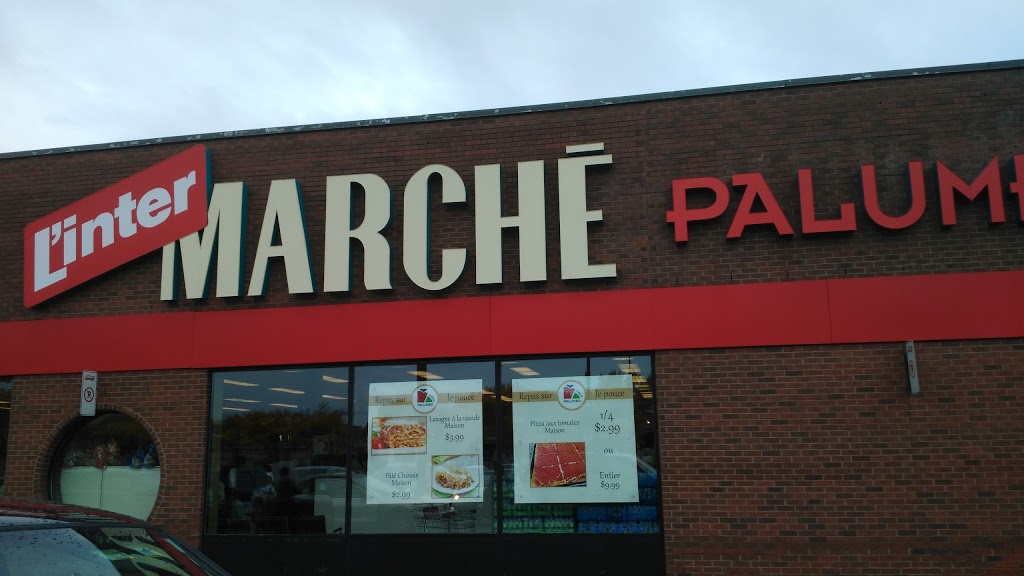 L'inter
MARCHÉ
PALUM
Repas sur le pouce
Lasagne à la viande
Maison
$3.99
Pâté Chinois
Maison
$2.99
Repas sur le pouce
Pizza aux tomates
Maison
1/4
$2.99
ou
Entier
$9.99